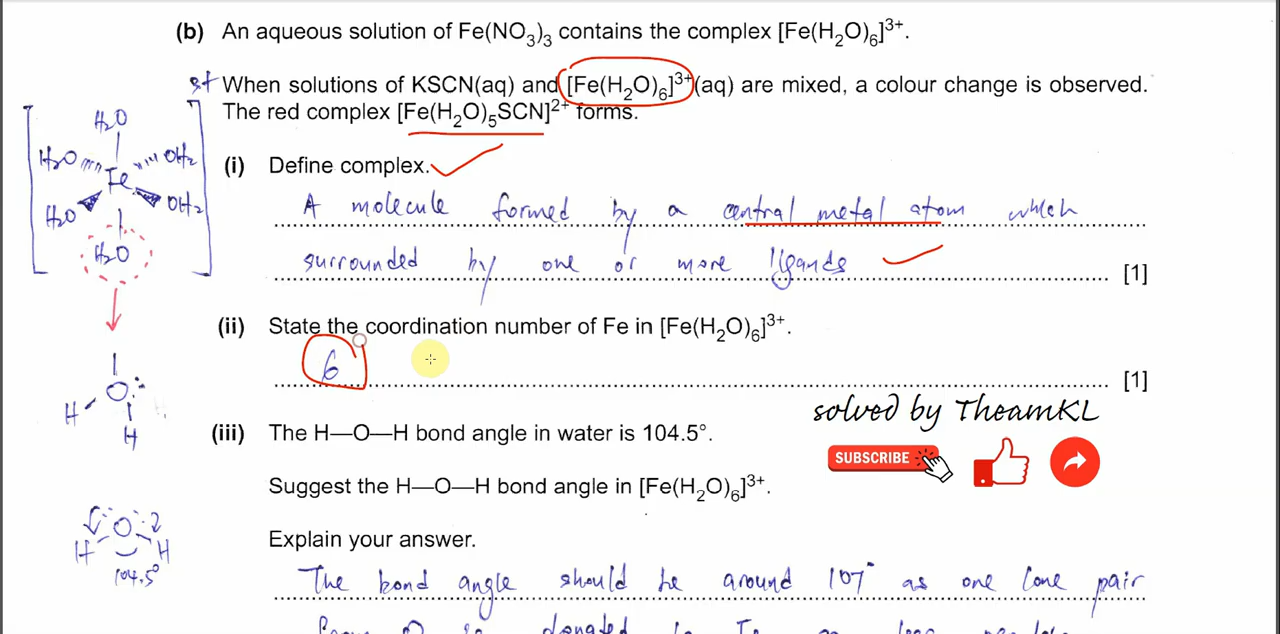 (b) An aqueous solution of Fe(NO₃)₃ contains the complex [Fe(H₂O)₆]³⁺.
st When solutions of KSCN(aq) and [Fe(H₂O)₆]³⁺(aq) are mixed, a colour change is observed.
The red complex [Fe(H₂O)₅SCN]²⁺ forms.
H₂O
H₂O OH₂
Fe
H₂O OH₂
H₂O
(i) Define complex.
A molecule formed by a central metal atom which
surrounded by one or more ligands
[1]
(ii) State the coordination number of Fe in [Fe(H₂O)₆]³⁺.
6
[1]
O
H
H
solved by TheamKL
SUBSCRIBE
(iii) The H—O—H bond angle in water is 104.5°.
Suggest the H—O—H bond angle in [Fe(H₂O)₆]³⁺.
O
H H
104.5°
Explain your answer.
The bond angle should be around 107° as one lone pair
donated